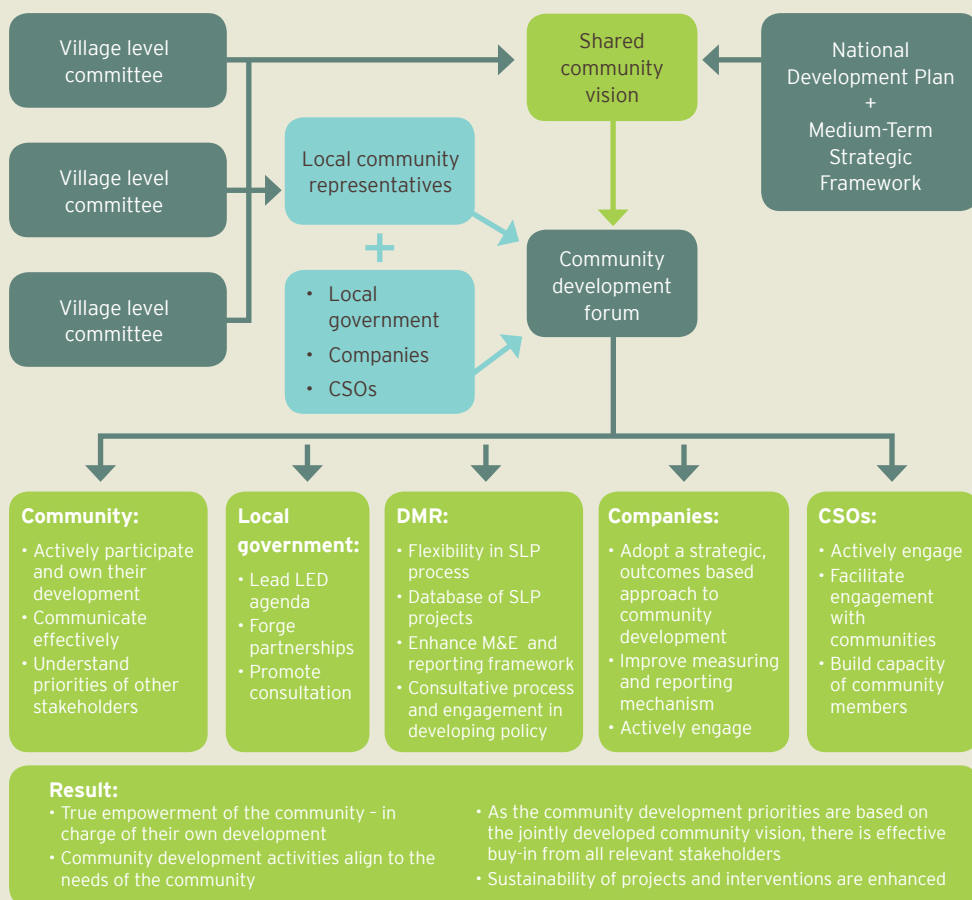 Village level
committee
Village level
committee
Village level
committee
Local community
representatives
+
• Local
government
• Companies
• CSOs
Shared
community
vision
Community
development
forum
National
Development Plan
+
Medium-Term
Strategic
Framework
Community:
• Actively participate
and own their
development
• Communicate
effectively
• Understand
priorities of other
stakeholders
Local
government:
• Lead LED
agenda
• Forge
partnerships
• Promote
consultation
DMR:
• Flexibility in SLP
process
• Database of SLP
projects
• Enhance M&E and
reporting framework
• Consultative process
and engagement in
developing policy
Companies:
• Adopt a strategic,
outcomes based
approach to
community
development
• Improve measuring
and reporting
mechanism
• Actively engage
CSOs:
• Actively engage
• Facilitate
engagement
with
communities
• Build capacity
of community
members
Result:
• True empowerment of the community – in
charge of their own development
• Community development activities align to the
needs of the community
• As the community development priorities are based on
the jointly developed community vision, there is effective
buy-in from all relevant stakeholders
• Sustainability of projects and interventions are enhanced